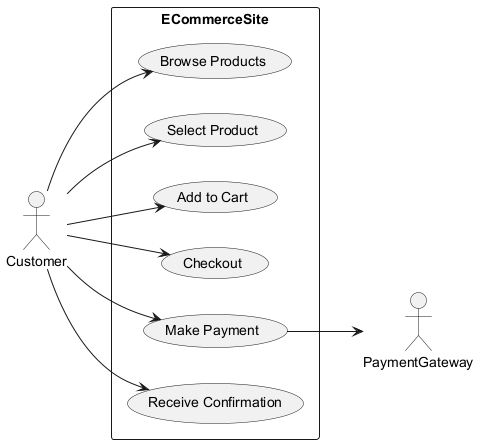 ECommerceSite
Browse Products
Select Product
Add to Cart
Checkout
Customer
Make Payment
PaymentGateway
Receive Confirmation